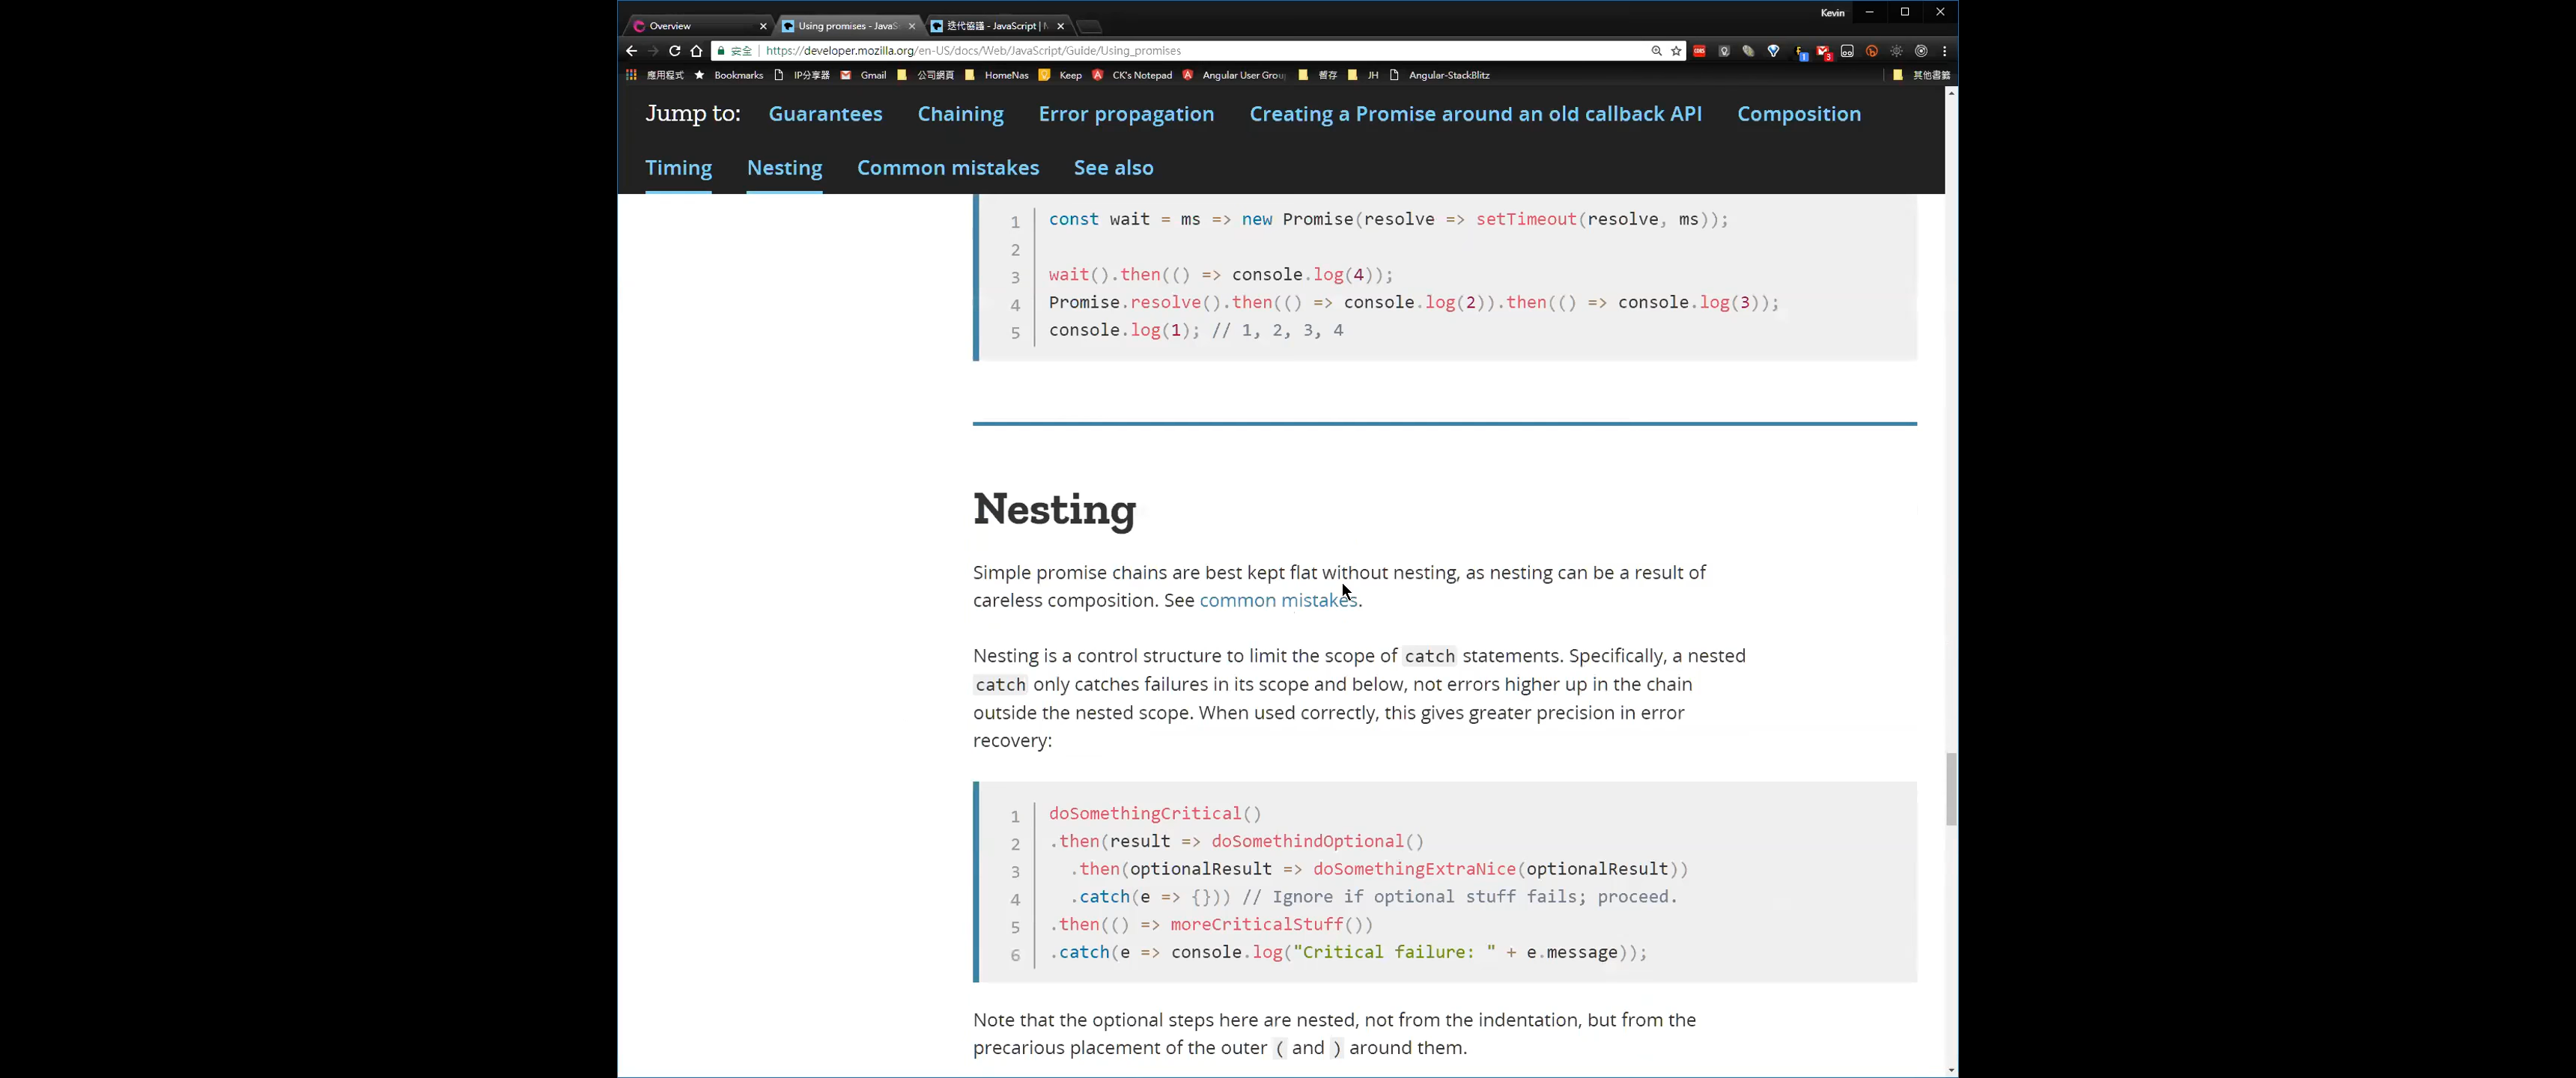 Kevin
Overview
Using promises - JavaS
迭代協議 - JavaScript | M
安全 | https://developer.mozilla.org/en-US/docs/Web/JavaScript/Guide/Using_promises
應用程式 Bookmarks IP分享器 Gmail 公司網頁 HomeNas Keep CK's Notepad Angular User Grou 暫存 JH Angular-StackBlitz 其他書籤
Jump to: Guarantees Chaining Error propagation Creating a Promise around an old callback API Composition
Timing Nesting Common mistakes See also
1 const wait = ms => new Promise(resolve => setTimeout(resolve, ms));
2
3 wait().then(() => console.log(4));
4 Promise.resolve().then(() => console.log(2)).then(() => console.log(3));
5 console.log(1); // 1, 2, 3, 4
Nesting
Simple promise chains are best kept flat without nesting, as nesting can be a result of
careless composition. See common mistakes.
Nesting is a control structure to limit the scope of catch statements. Specifically, a nested
catch only catches failures in its scope and below, not errors higher up in the chain
outside the nested scope. When used correctly, this gives greater precision in error
recovery:
1 doSomethingCritical()
2 .then(result => doSomethindOptional()
3   .then(optionalResult => doSomethingExtraNice(optionalResult))
4   .catch(e => {})) // Ignore if optional stuff fails; proceed.
5 .then(() => moreCriticalStuff())
6 .catch(e => console.log("Critical failure: " + e.message));
Note that the optional steps here are nested, not from the indentation, but from the
precarious placement of the outer ( and ) around them.